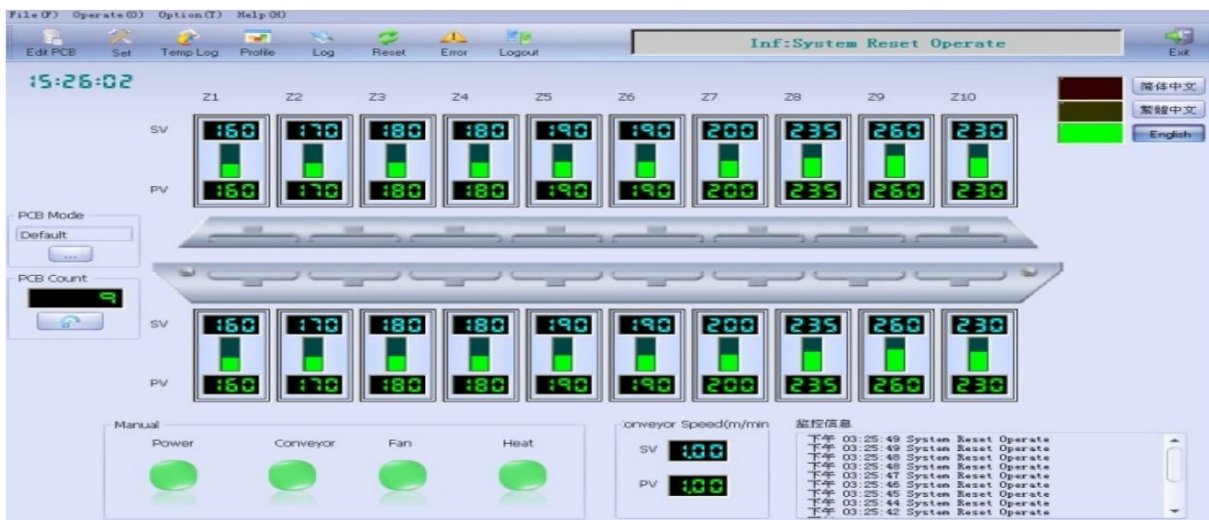 File(F) Operate(O) Option(T) Help(H)
Edit PCB Set Temp Log Profile Log Reset Error Logout Inf:System Reset Operate Exit
15:26:02
简体中文
繁體中文
English
Z1 Z2 Z3 Z4 Z5 Z6 Z7 Z8 Z9 Z10
SV 160 170 180 180 190 190 200 235 260 230
PV 160 170 180 180 190 190 200 235 260 230
PCB Mode
Default
...
PCB Count
9
SV 160 170 180 180 190 190 200 235 260 230
PV 160 170 180 180 190 190 200 235 260 230
Manual
Power Conveyor Fan Heat
onveyor Speed(m/min
SV 1.00
PV 1.00
监控信息
下午 03:25:49 System Reset Operate
下午 03:25:49 System Reset Operate
下午 03:25:48 System Reset Operate
下午 03:25:48 System Reset Operate
下午 03:25:47 System Reset Operate
下午 03:25:46 System Reset Operate
下午 03:25:45 System Reset Operate
下午 03:25:44 System Reset Operate
下午 03:25:42 System Reset Operate